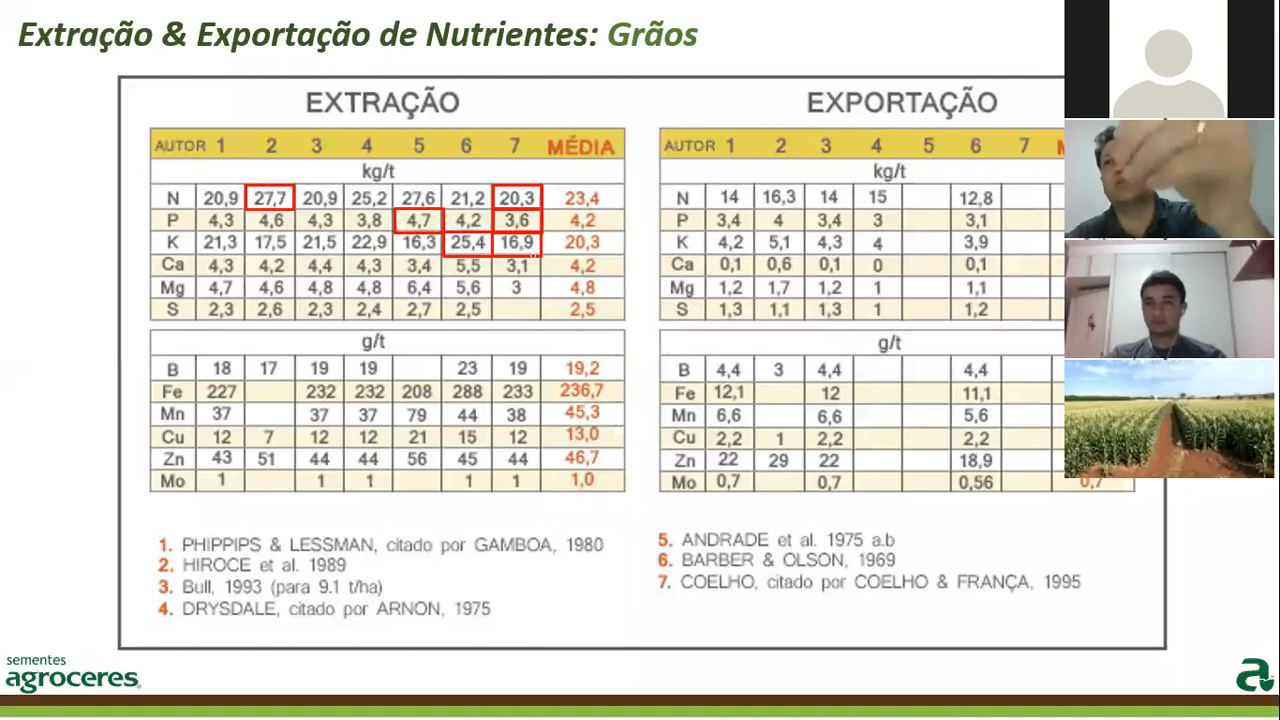 Extração & Exportação de Nutrientes: Grãos
EXTRAÇÃO
AUTOR 1 2 3 4 5 6 7 MÉDIA
kg/t
N 20,9 27,7 20,9 25,2 27,6 21,2 20,3 23,4
P 4,3 4,6 4,3 3,8 4,7 4,2 3,6 4,2
K 21,3 17,5 21,5 22,9 16,3 25,4 16,9 20,3
Ca 4,3 4,2 4,4 4,3 3,4 5,5 3,1 4,2
Mg 4,7 4,6 4,8 4,8 6,4 5,6 3 4,8
S 2,3 2,6 2,3 2,4 2,7 2,5 2,5
g/t
B 18 17 19 19 23 19 19,2
Fe 227 232 232 208 288 233 236,7
Mn 37 37 37 79 44 38 45,3
Cu 12 7 12 12 21 15 12 13,0
Zn 43 51 44 44 56 45 44 46,7
Mo 1 1 1 1 1 1,0
EXPORTAÇÃO
AUTOR 1 2 3 4 5 6 7
kg/t
N 14 16,3 14 15 12,8
P 3,4 4 3,4 3 3,1
K 4,2 5,1 4,3 4 3,9
Ca 0,1 0,6 0,1 0 0,1
Mg 1,2 1,7 1,2 1 1,1
S 1,3 1,1 1,3 1 1,2
g/t
B 4,4 3 4,4 4,4
Fe 12,1 12 11,1
Mn 6,6 6,6 5,6
Cu 2,2 1 2,2 2,2
Zn 22 29 22 18,9
Mo 0,7 0,7 0,56 0,7
1. PHIPPIPS & LESSMAN, citado por GAMBOA, 1980
2. HIROCE et al. 1989
3. Bull, 1993 (para 9.1 t/ha)
4. DRYSDALE, citado por ARNON, 1975
5. ANDRADE et al. 1975 a.b
6. BARBER & OLSON, 1969
7. COELHO, citado por COELHO & FRANÇA, 1995
sementes
agroceres